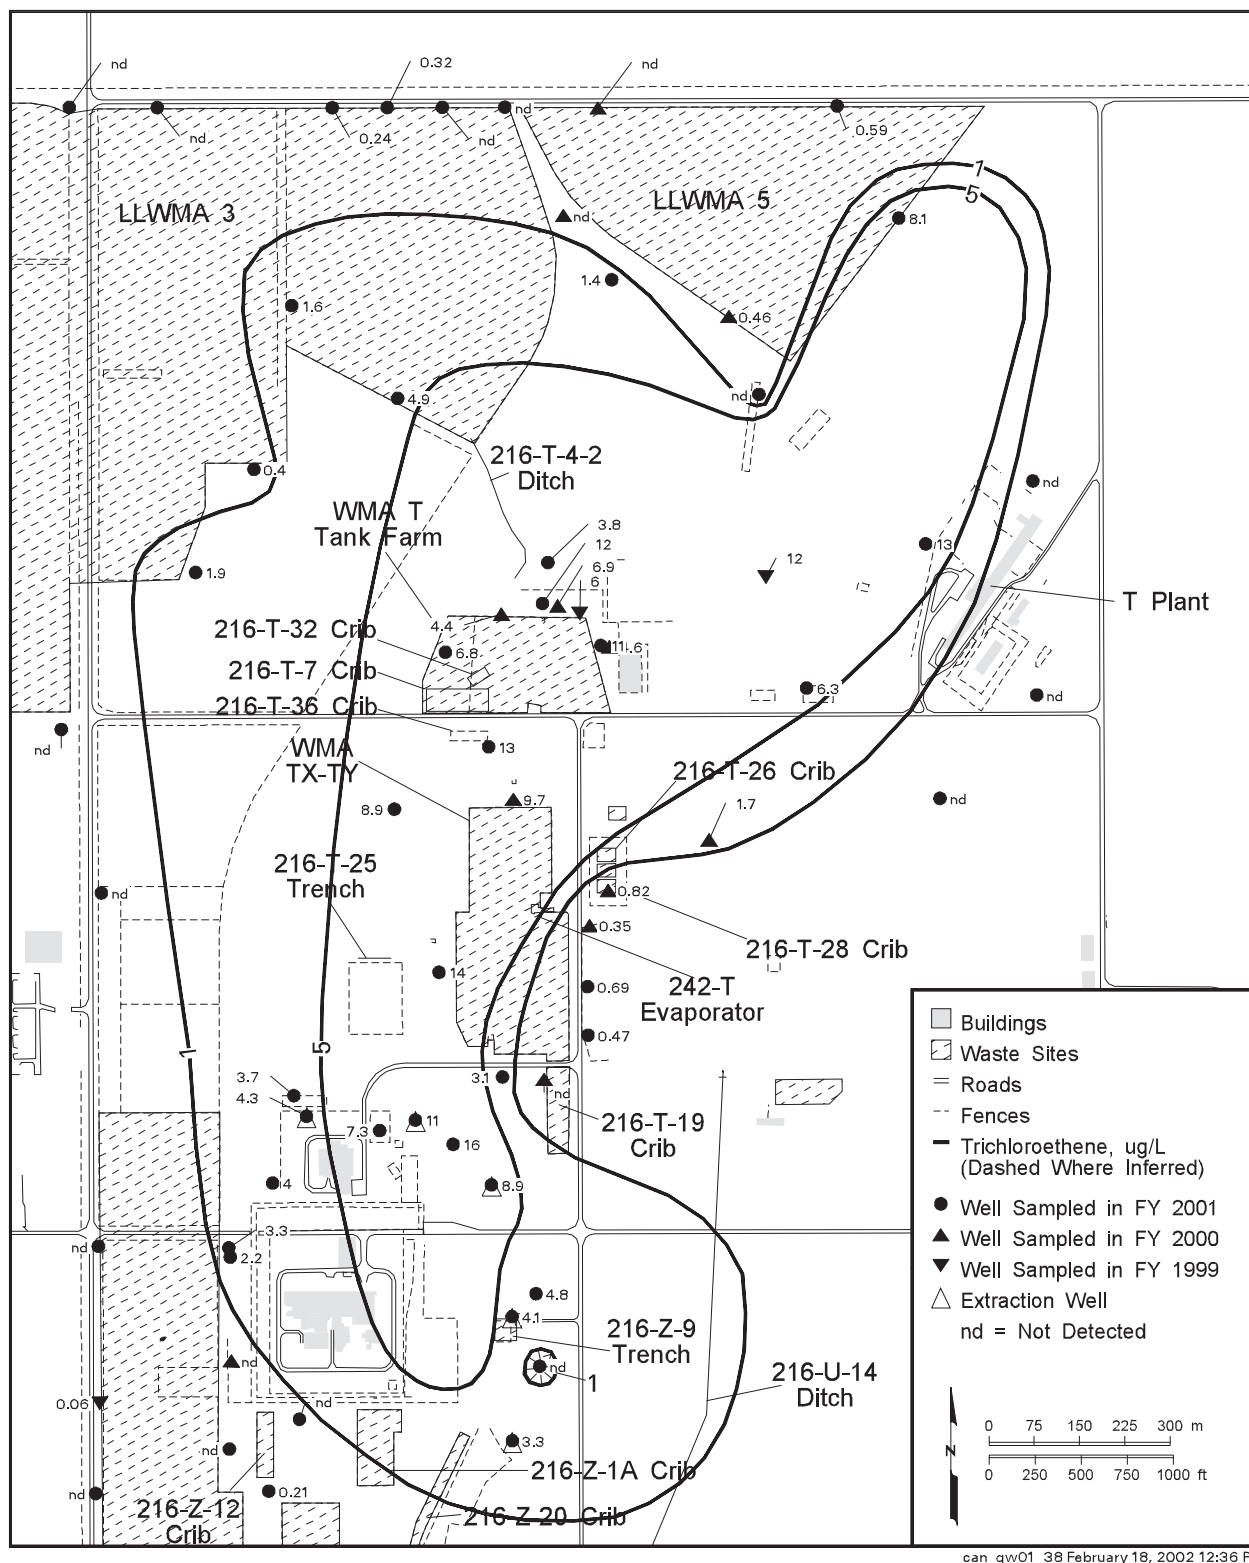 nd
0.32
nd
nd
0.24
nd
nd
0.59
LLWMA 3
LLWMA 5
1
5
nd
8.1
1.4
1.6
0.46
nd
4.9
0.4
216-T-4-2
Ditch
nd
WMA T
Tank Farm
3.8
12
6.9
6
13
12
1.9
T Plant
4.4
216-T-32 Crib
6.8
11
216-T-7 Crib
6.3
nd
216-T-36 Crib
nd
13
WMA
TX-TY
216-T-26 Crib
9.7
8.9
1.7
nd
216-T-25
Trench
nd
0.82
0.35
216-T-28 Crib
14
242-T
Evaporator
0.69
0.47
1
5
3.1
3.7
4.3
nd
11
7.3
16
216-T-19
Crib
4
8.9
nd
3.3
2.2
4.8
4.1
216-Z-9
Trench
nd
nd
1
216-U-14
Ditch
0.06
nd
nd
3.3
216-Z-1A Crib
nd
0.21
216-Z-12
Crib
216-Z-20 Crib
Buildings
Waste Sites
Roads
Fences
Trichloroethene, ug/L
(Dashed Where Inferred)
Well Sampled in FY 2001
Well Sampled in FY 2000
Well Sampled in FY 1999
Extraction Well
nd = Not Detected
N
0 75 150 225 300 m
0 250 500 750 1000 ft
can_gw01_38 February 18, 2002 12:36 P